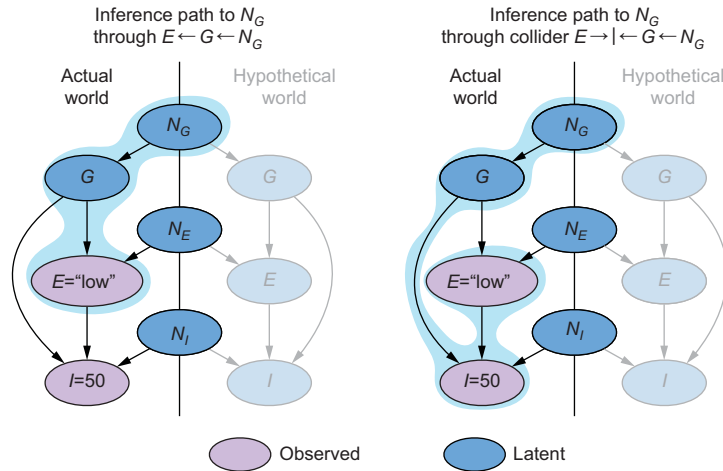 Inference path to N_G
through E ← G ← N_G
Actual world
Hypothetical world
N_G
G
G
N_E
E="low"
E
N_I
I=50
I
Inference path to N_G
through collider E → | ← G ← N_G
Actual world
Hypothetical world
N_G
G
G
N_E
E="low"
E
N_I
I=50
I
Observed
Latent